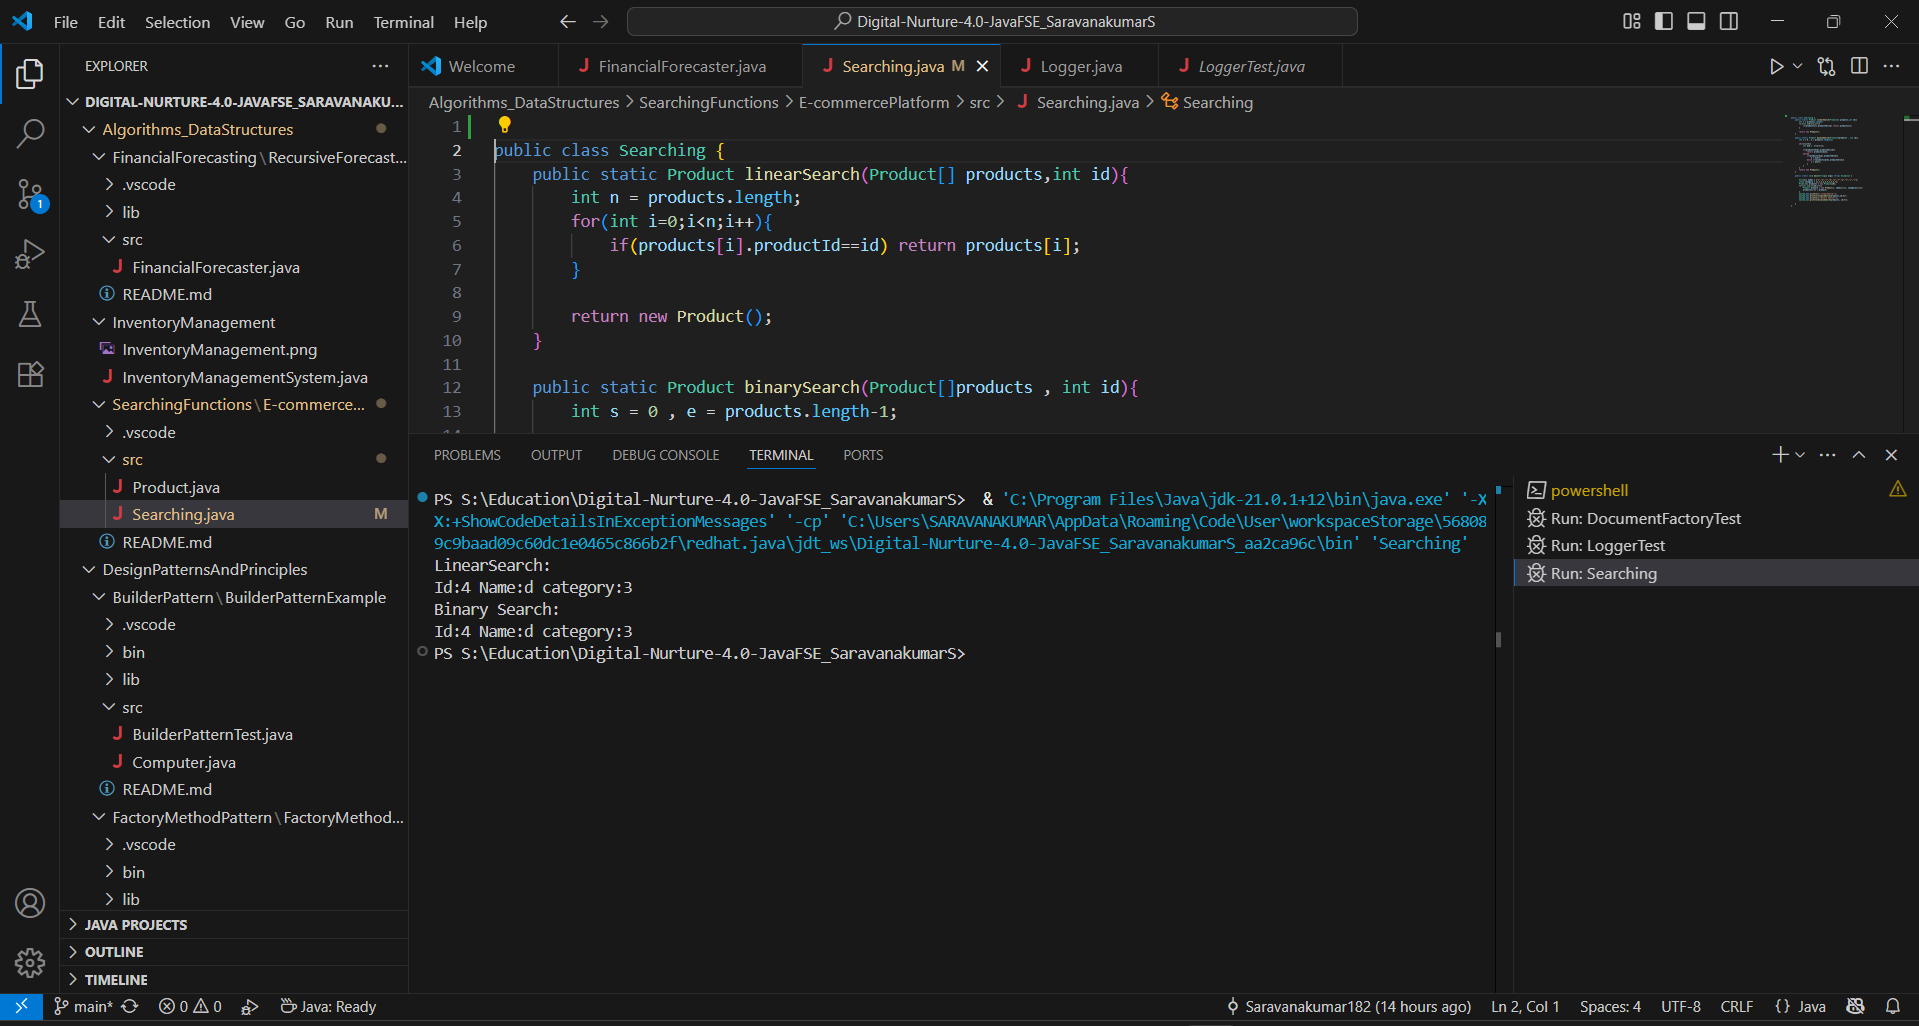 File Edit Selection View Go Run Terminal Help
Digital-Nurture-4.0-JavaFSE_SaravanakumarS
EXPLORER
DIGITAL-NURTURE-4.0-JAVAFSE_SARAVANAKU...
Algorithms_DataStructures
FinancialForecasting\RecursiveForecast...
.vscode
lib
src
FinancialForecaster.java
README.md
InventoryManagement
InventoryManagement.png
InventoryManagementSystem.java
SearchingFunctions\E-commerce...
.vscode
src
Product.java
Searching.java M
README.md
DesignPatternsAndPrinciples
BuilderPattern\BuilderPatternExample
.vscode
bin
lib
src
BuilderPatternTest.java
Computer.java
README.md
FactoryMethodPattern\FactoryMethod...
.vscode
bin
lib
JAVA PROJECTS
OUTLINE
TIMELINE
1
Welcome
FinancialForecaster.java
Searching.java M
Logger.java
LoggerTest.java
Algorithms_DataStructures > SearchingFunctions > E-commercePlatform > src > Searching.java > Searching
1
2 public class Searching {
3 public static Product linearSearch(Product[] products,int id){
4 int n = products.length;
5 for(int i=0;i<n;i++){
6 if(products[i].productId==id) return products[i];
7 }
8
9 return new Product();
10 }
11
12 public static Product binarySearch(Product[]products , int id){
13 int s = 0 , e = products.length-1;
PROBLEMS OUTPUT DEBUG CONSOLE TERMINAL PORTS
PS S:\Education\Digital-Nurture-4.0-JavaFSE_SaravanakumarS> & 'C:\Program Files\Java\jdk-21.0.1+12\bin\java.exe' '-X
X:+ShowCodeDetailsInExceptionMessages' '-cp' 'C:\Users\SARAVANAKUMAR\AppData\Roaming\Code\User\workspaceStorage\56808
9c9baad09c60dc1e0465c866b2f\redhat.java\jdt_ws\Digital-Nurture-4.0-JavaFSE_SaravanakumarS_aa2ca96c\bin' 'Searching'
LinearSearch:
Id:4 Name:d category:3
Binary Search:
Id:4 Name:d category:3
PS S:\Education\Digital-Nurture-4.0-JavaFSE_SaravanakumarS>
powershell
Run: DocumentFactoryTest
Run: LoggerTest
Run: Searching
main* 0 0 Java: Ready
Saravanakumar182 (14 hours ago) Ln 2, Col 1 Spaces: 4 UTF-8 CRLF {} Java